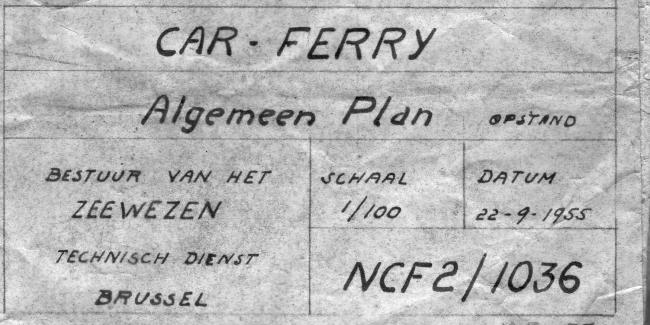 CAR - FERRY
Algemeen Plan OPSTAND
BESTUUR VAN HET
ZEEWEZEN
TECHNISCH DIENST
BRUSSEL
SCHAAL
1/100
DATUM
22-9-1955
NCF2/1036